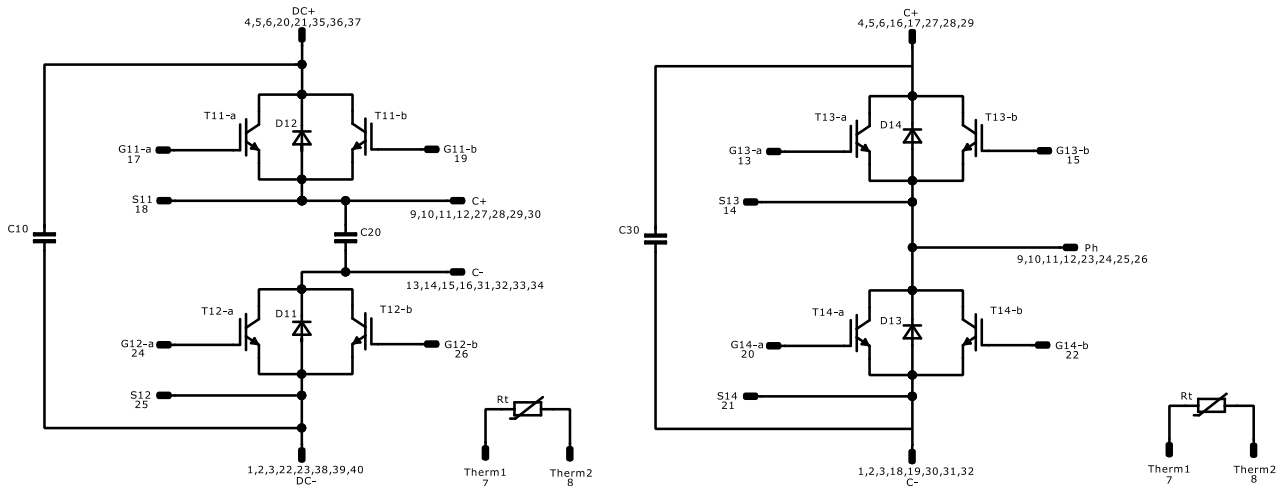 DC+
4,5,6,20,21,35,36,37
T11-a
D12
T11-b
G11-a
17
G11-b
19
S11
18
C+
9,10,11,12,27,28,29,30
C10
C20
C-
13,14,15,16,31,32,33,34
T12-a
D11
T12-b
G12-a
24
G12-b
26
S12
25
Rt
Therm1
7
Therm2
8
1,2,3,22,23,38,39,40
DC-
C+
4,5,6,16,17,27,28,29
T13-a
D14
T13-b
G13-a
13
G13-b
15
S13
14
C30
Ph
9,10,11,12,23,24,25,26
T14-a
D13
T14-b
G14-a
20
G14-b
22
S14
21
Rt
Therm1
7
Therm2
8
1,2,3,18,19,30,31,32
C-